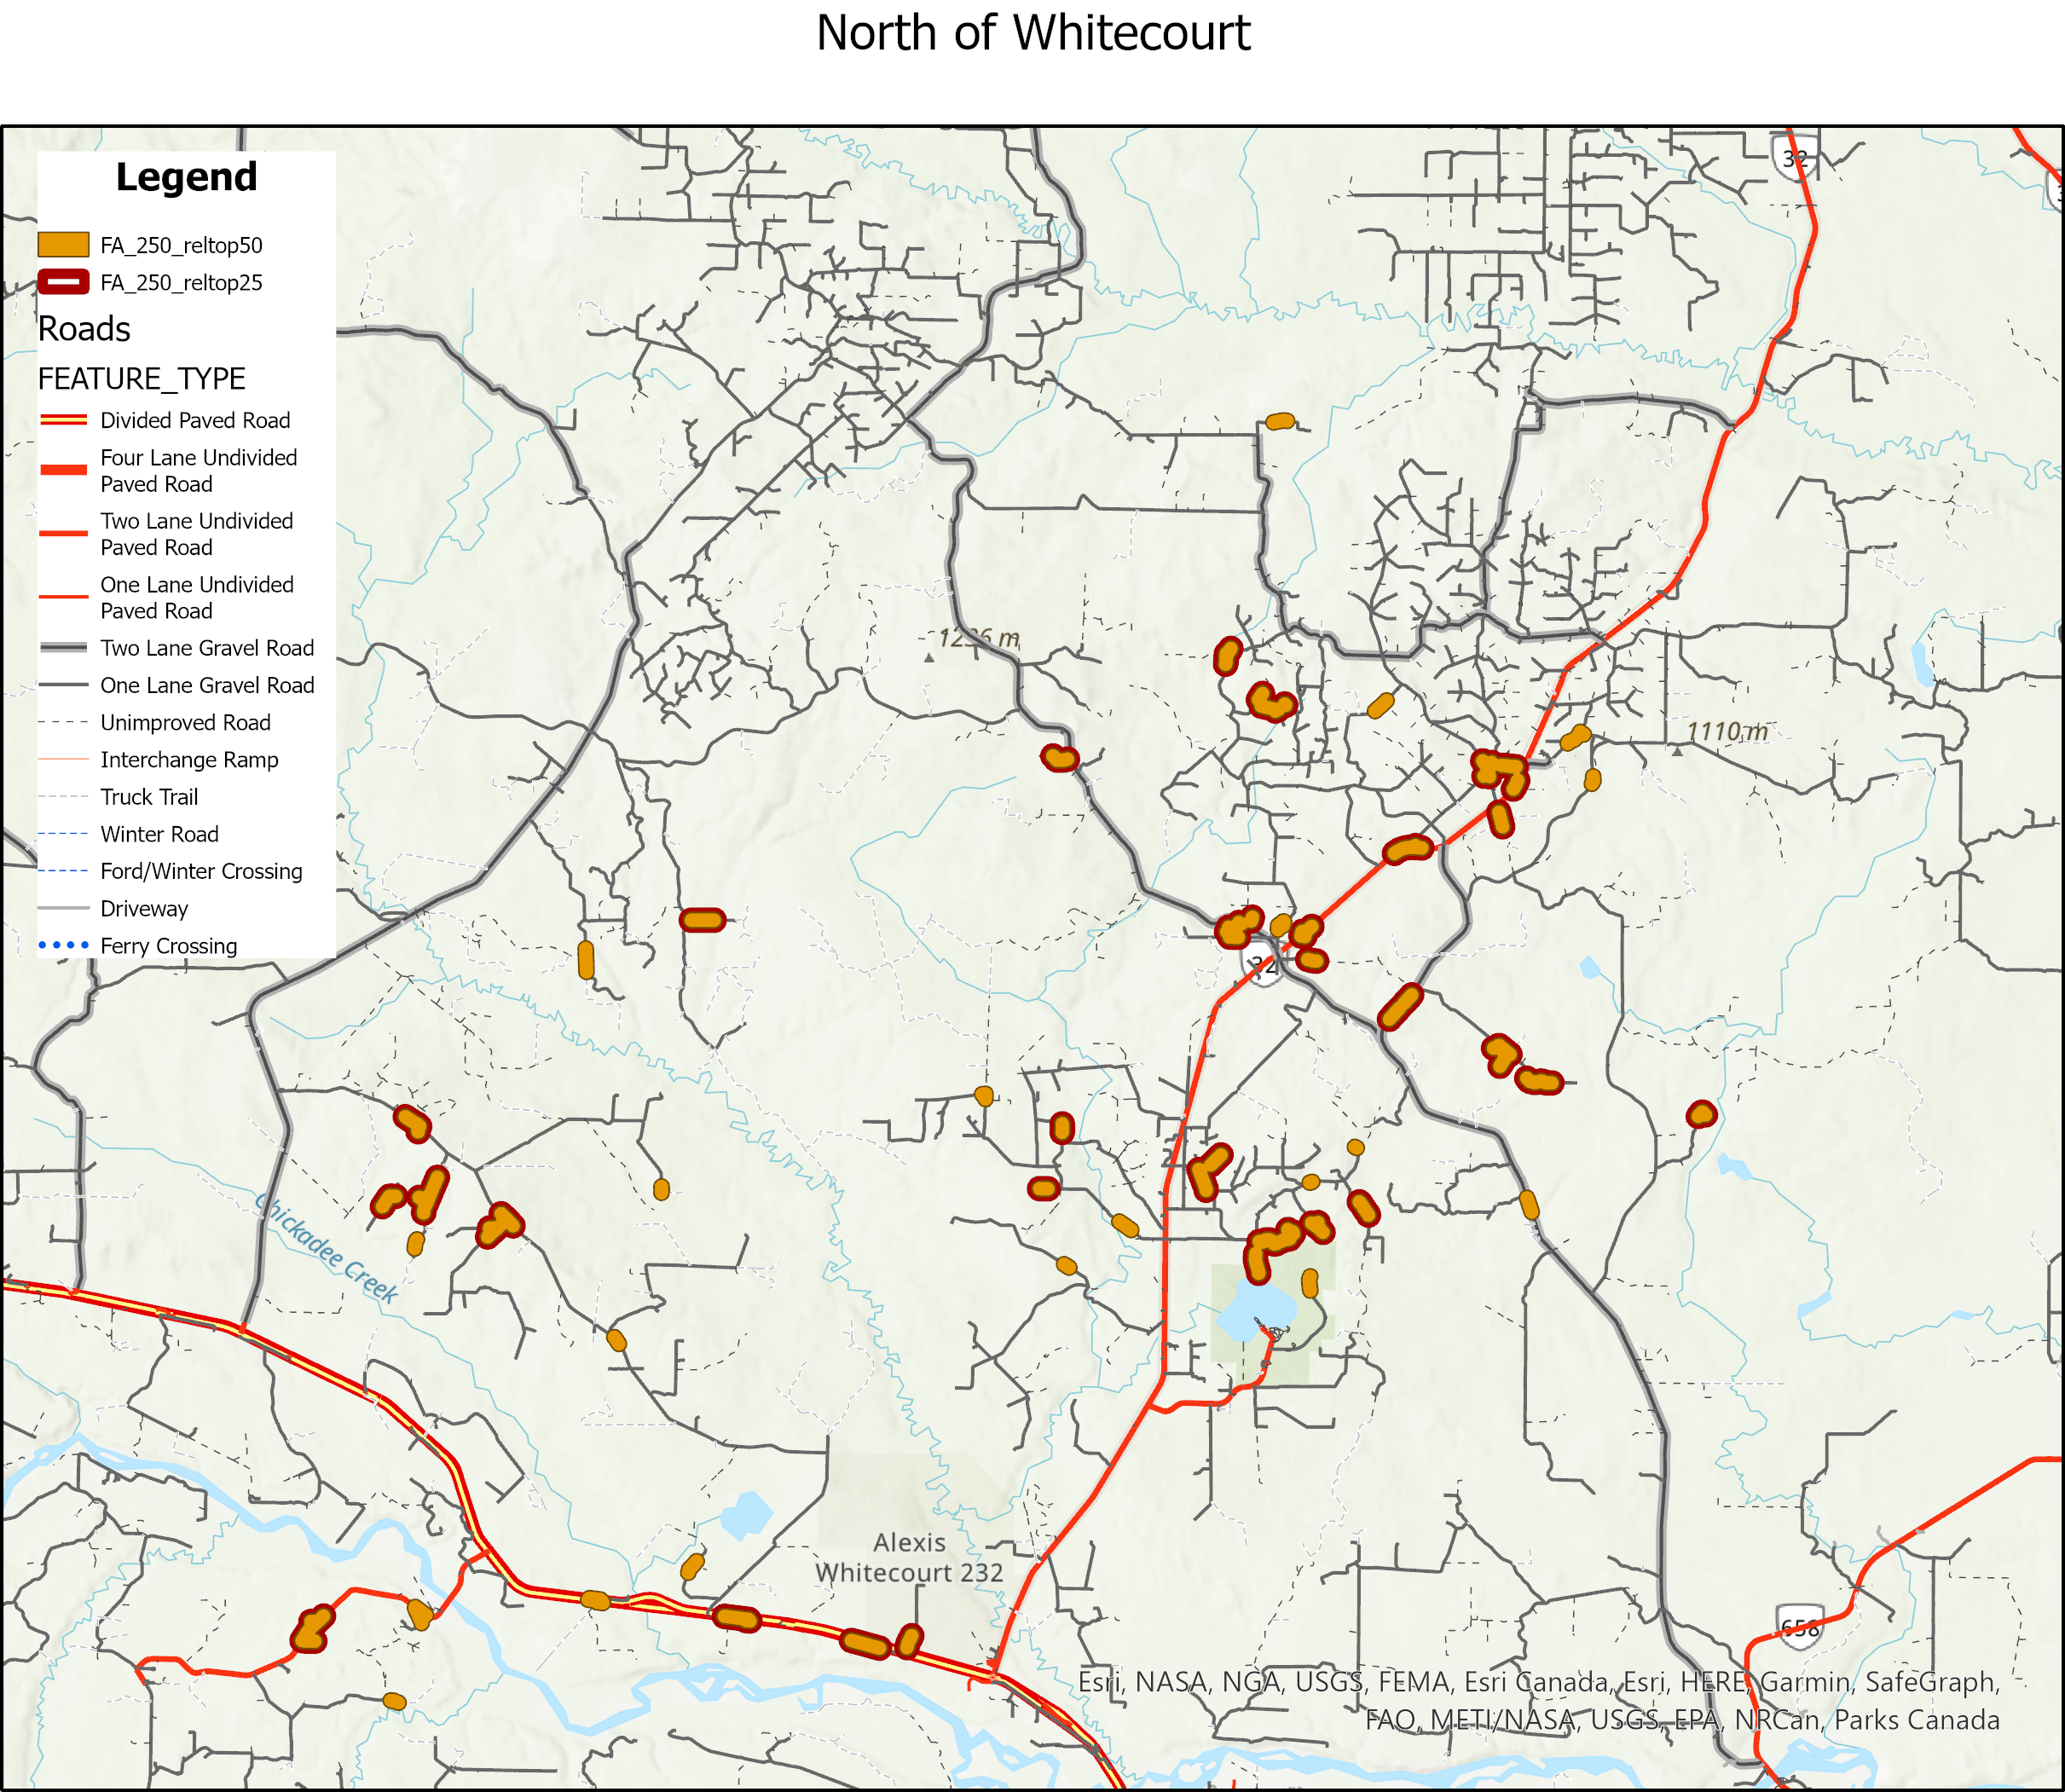 North of Whitecourt
Legend
FA_250_reltop50
FA_250_reltop25
Roads
FEATURE_TYPE
Divided Paved Road
Four Lane Undivided
Paved Road
Two Lane Undivided
Paved Road
One Lane Undivided
Paved Road
Two Lane Gravel Road
One Lane Gravel Road
Unimproved Road
Interchange Ramp
Truck Trail
Winter Road
Ford/Winter Crossing
Driveway
Ferry Crossing
32
1236 m
1110 m
32
Chickadee Creek
Alexis
Whitecourt 232
658
Esri, NASA, NGA, USGS, FEMA, Esri Canada, Esri, HERE, Garmin, SafeGraph,
FAO, METI/NASA, USGS, EPA, NRCan, Parks Canada